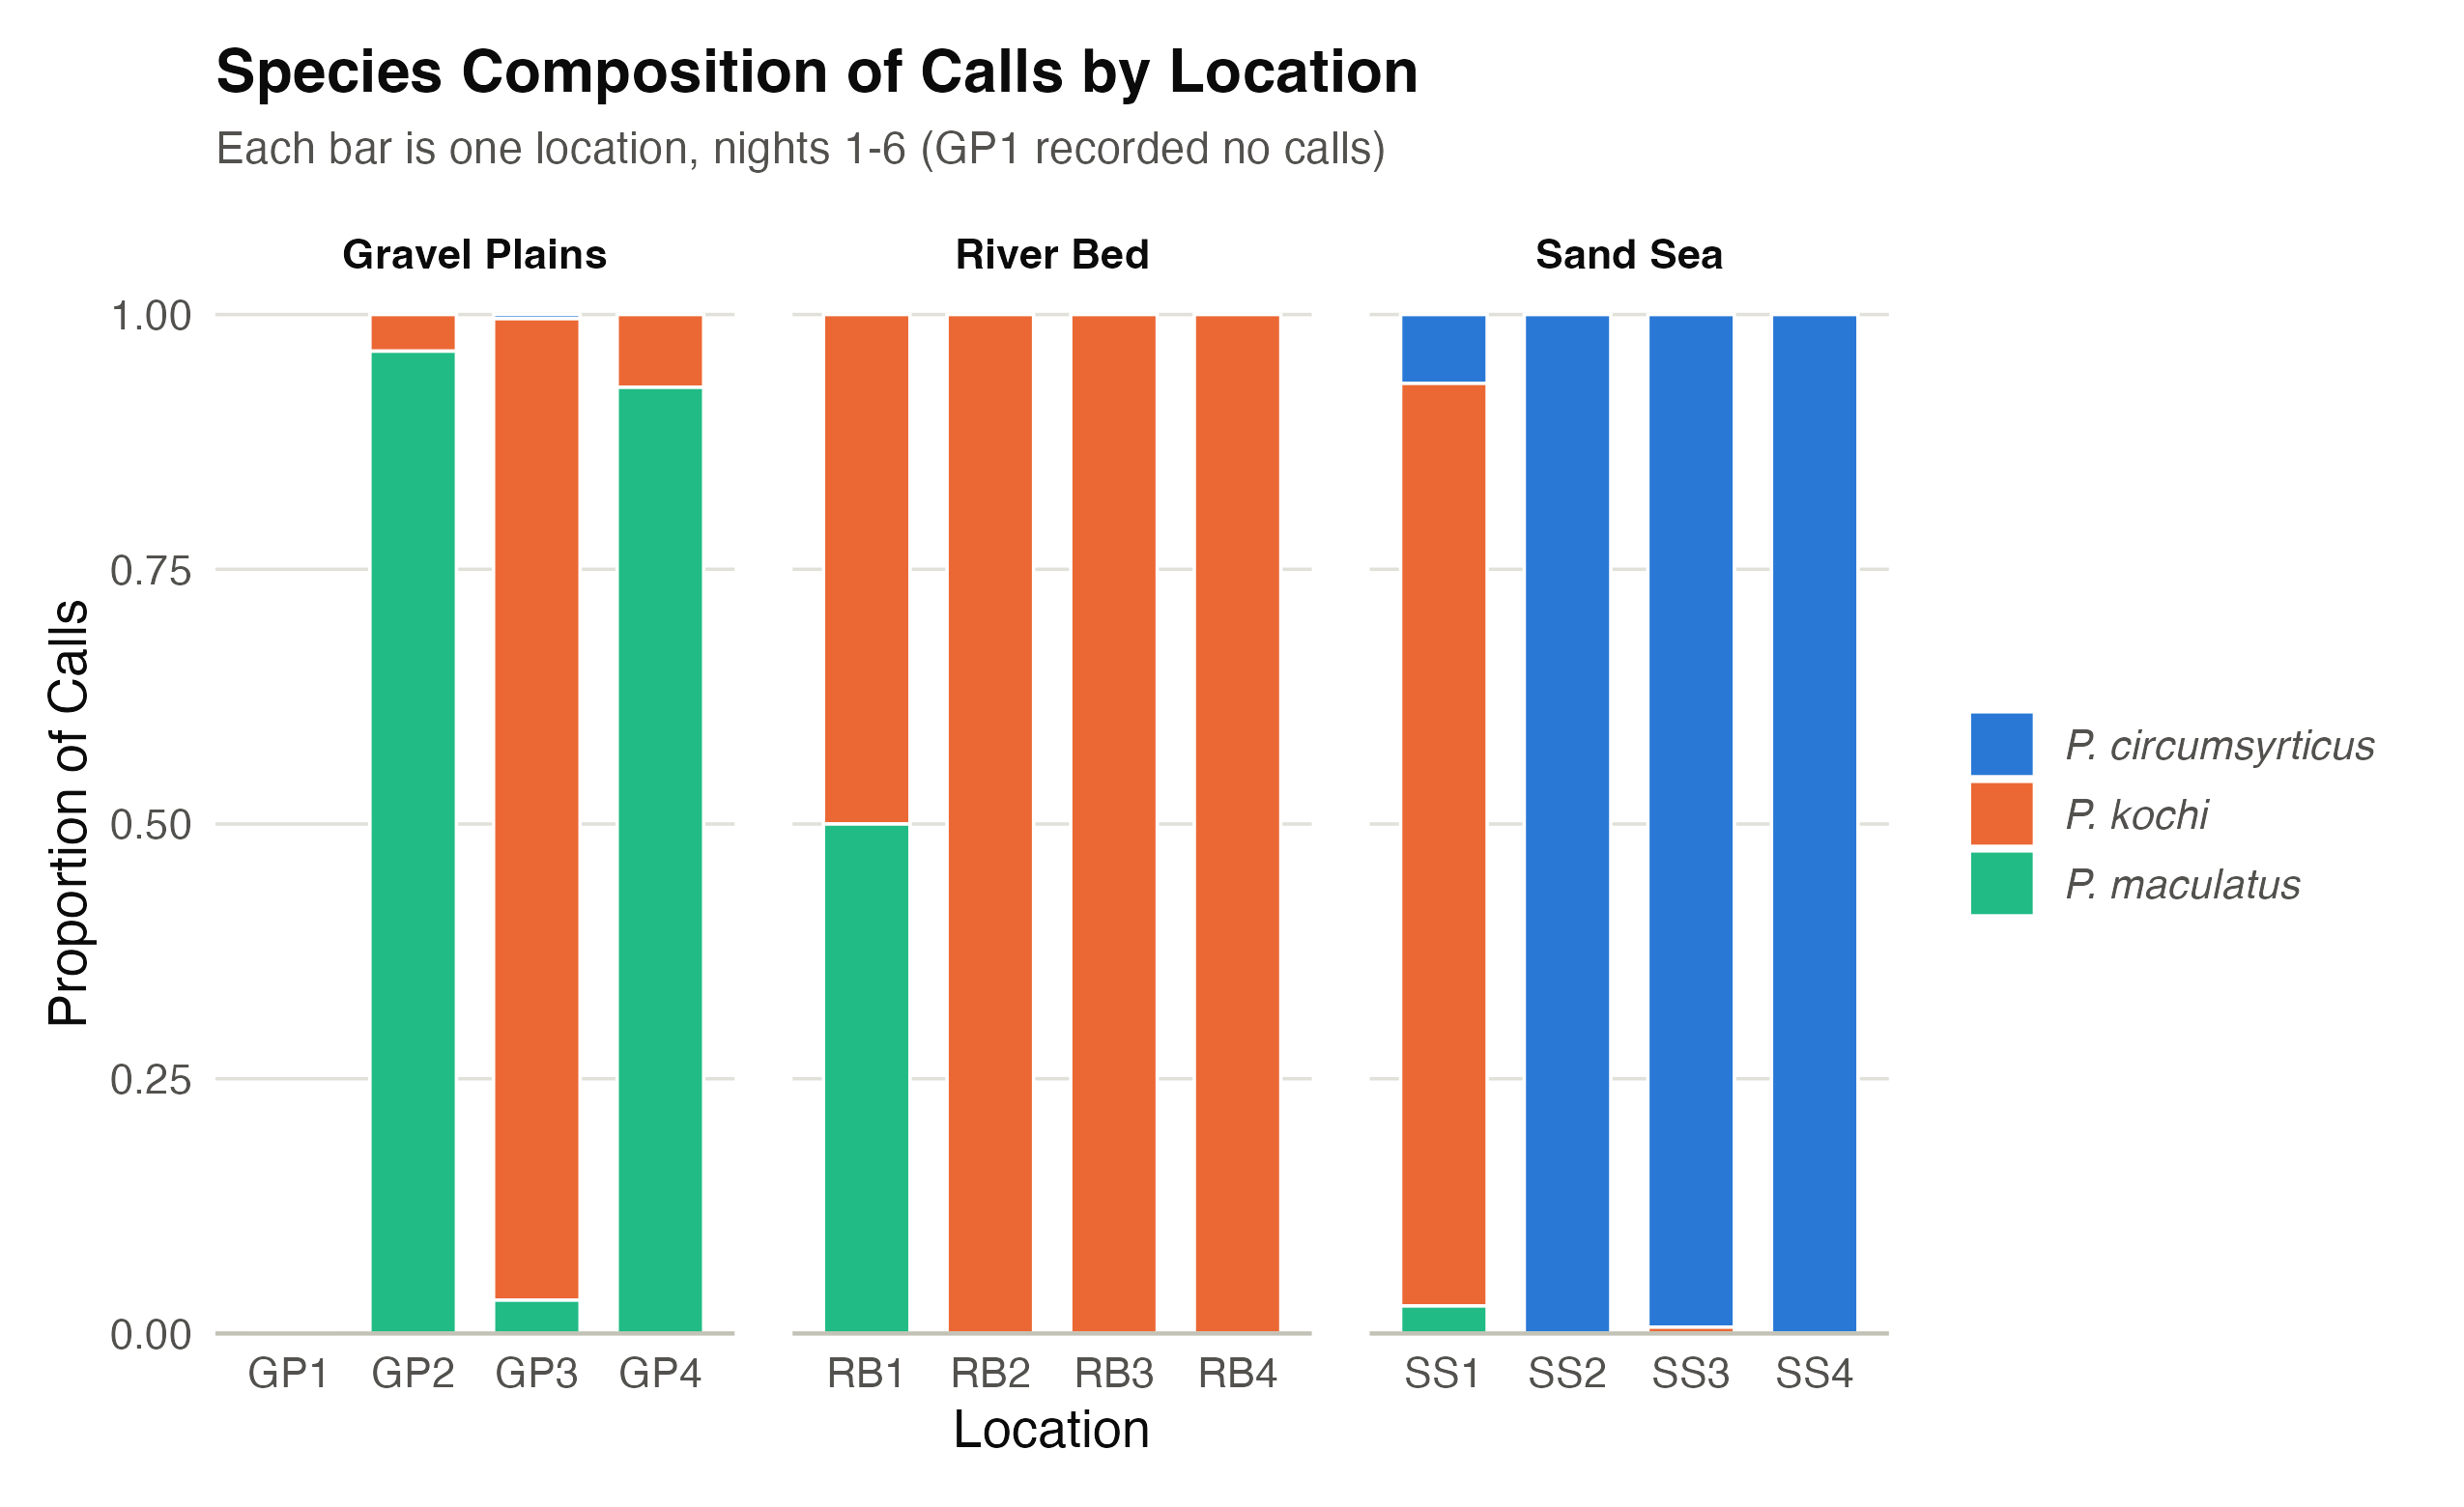 Species Composition of Calls by Location
Each bar is one location, nights 1-6 (GP1 recorded no calls)
Gravel Plains River Bed Sand Sea
1.00
0.75
0.50
0.25
0.00
Proportion of Calls
GP1 GP2 GP3 GP4 RB1 RB2 RB3 RB4 SS1 SS2 SS3 SS4
Location
P. circumsyrticus
P. kochi
P. maculatus